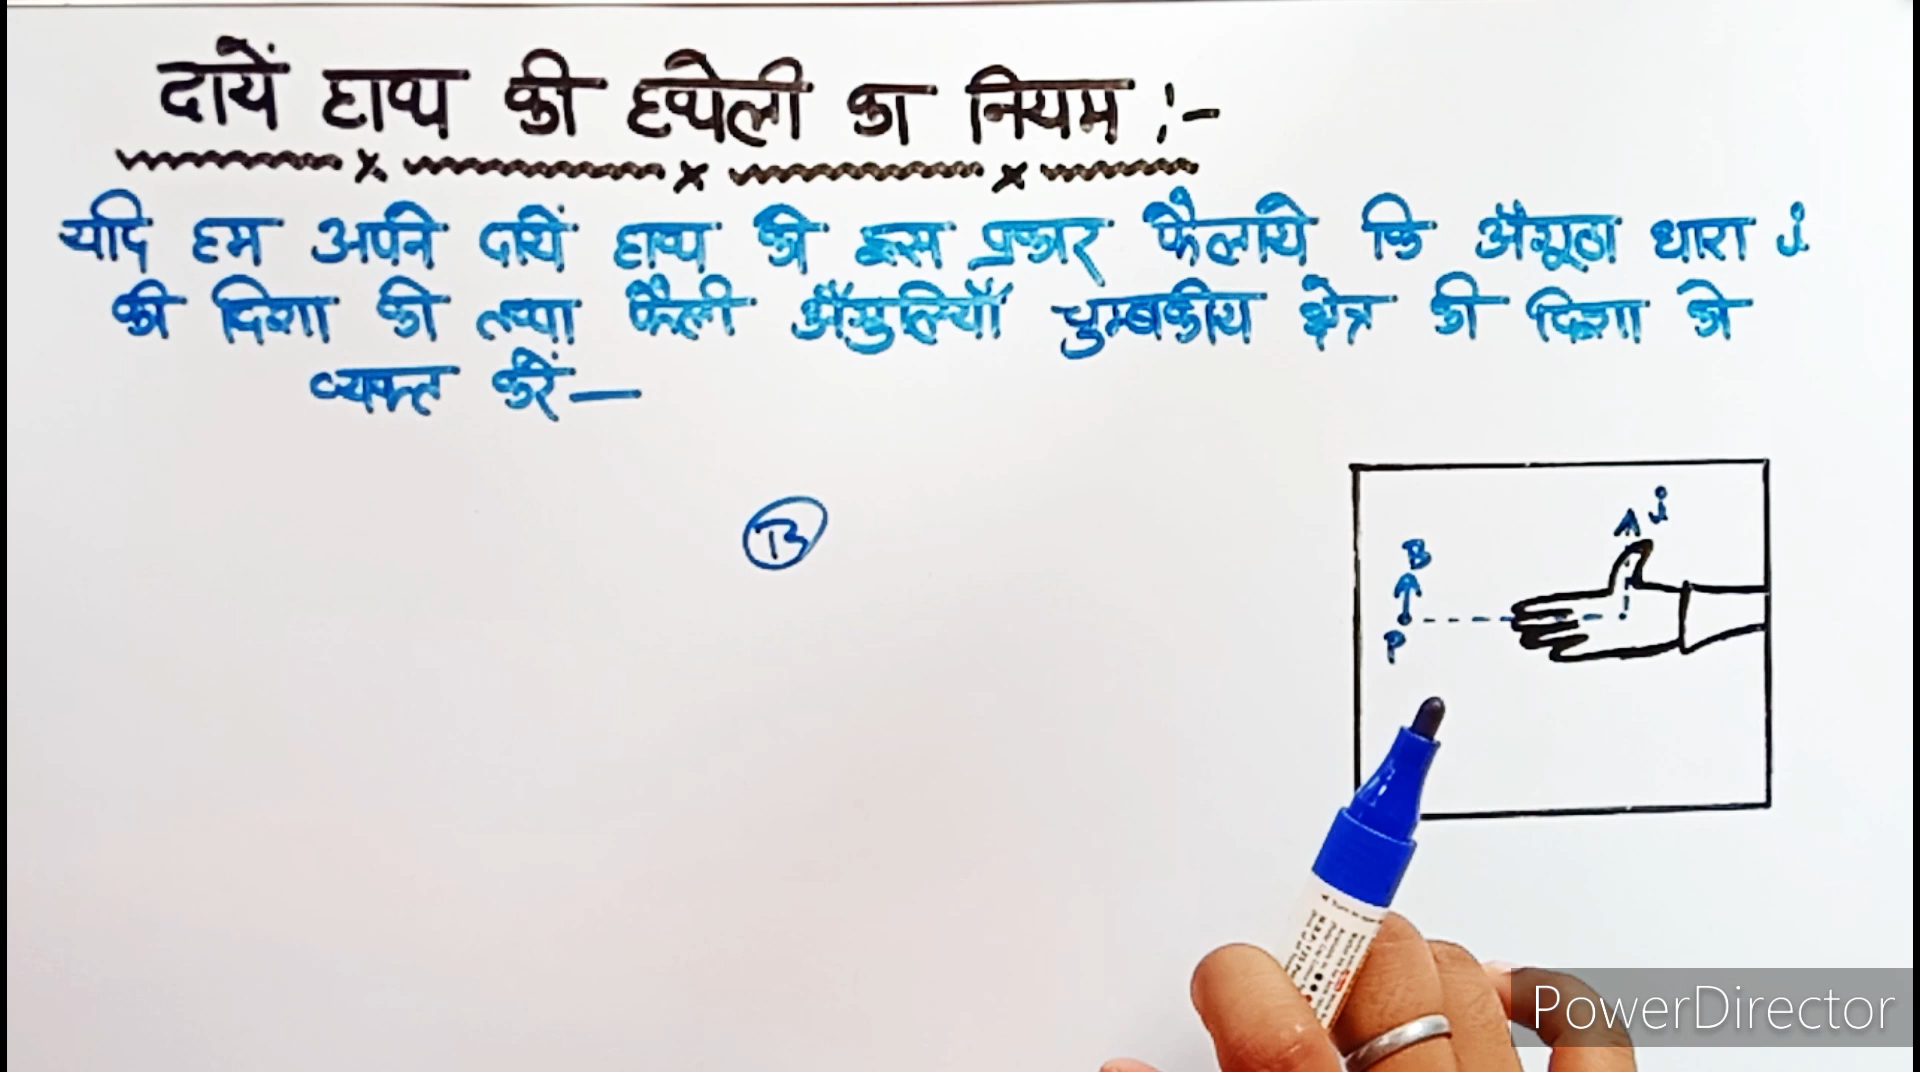 दायें हाथ की हथेली का नियम :-
यदि हम अपने दायें हाथ को इस प्रकार फैलाये कि अँगूठा धारा i
की दिशा को तथा फैली अँगुलियाँ चुम्बकीय क्षेत्र की दिशा को
व्यक्त करें—
B
i
B
P
PowerDirector